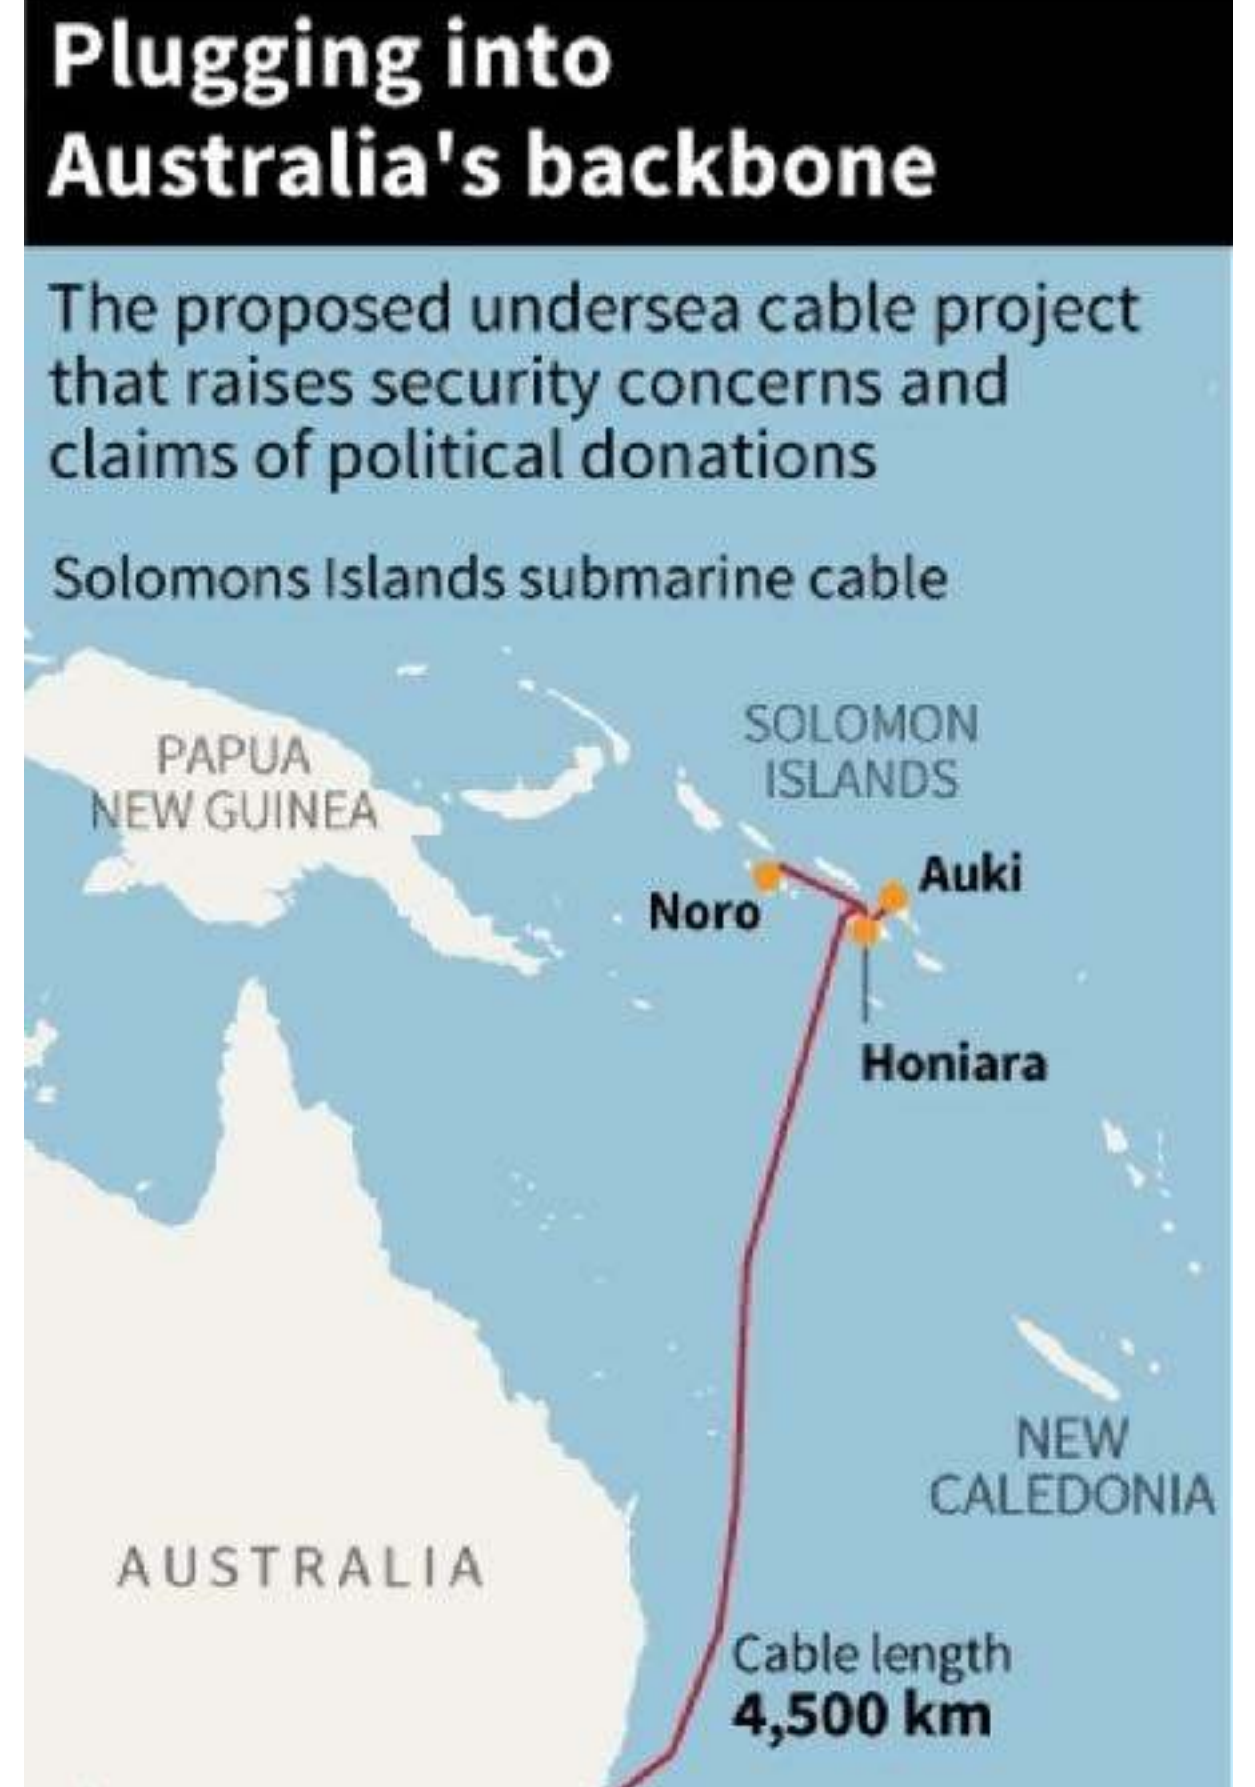 Plugging into
Australia's backbone
The proposed undersea cable project
that raises security concerns and
claims of political donations
Solomons Islands submarine cable
PAPUA
NEW GUINEA
SOLOMON
ISLANDS
Auki
Noro
Honiara
NEW
CALEDONIA
AUSTRALIA
Cable length
4,500 km